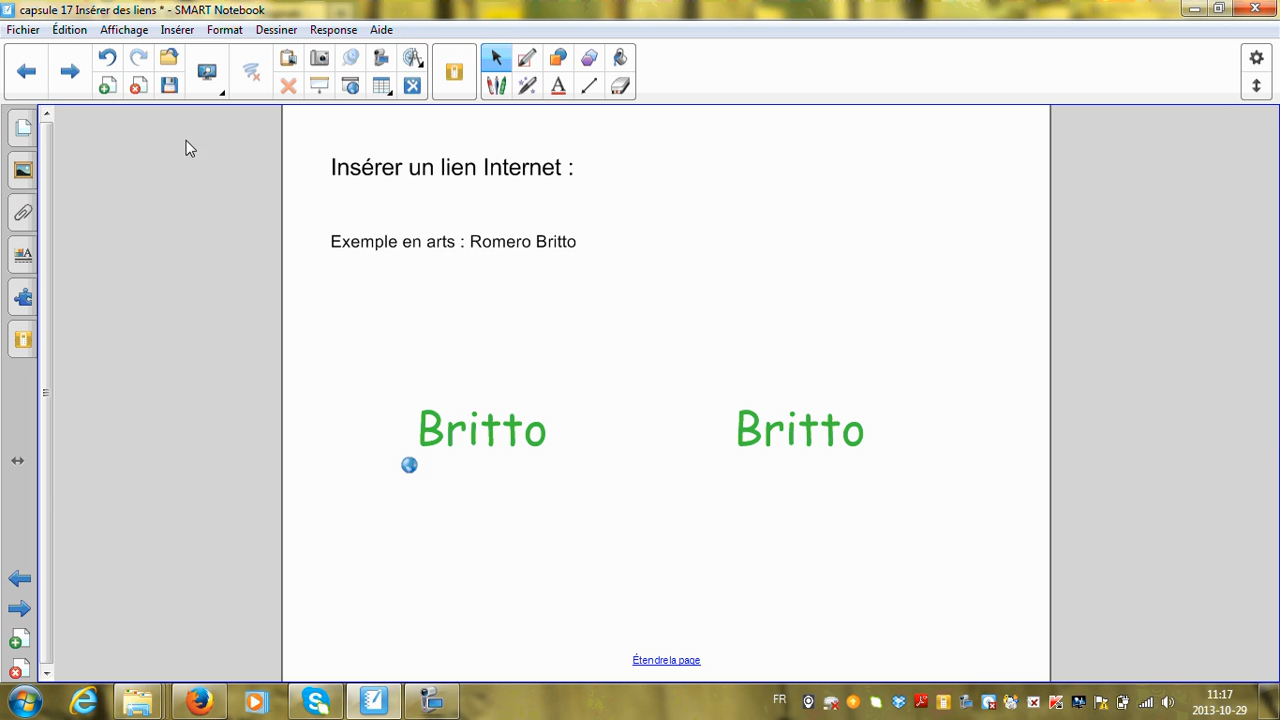 capsule 17 Insérer des liens * - SMART Notebook
Fichier Édition Affichage Insérer Format Dessiner Response Aide
Insérer un lien Internet :
Exemple en arts : Romero Britto
Britto Britto
Étendre la page
FR 11:17
2013-10-29